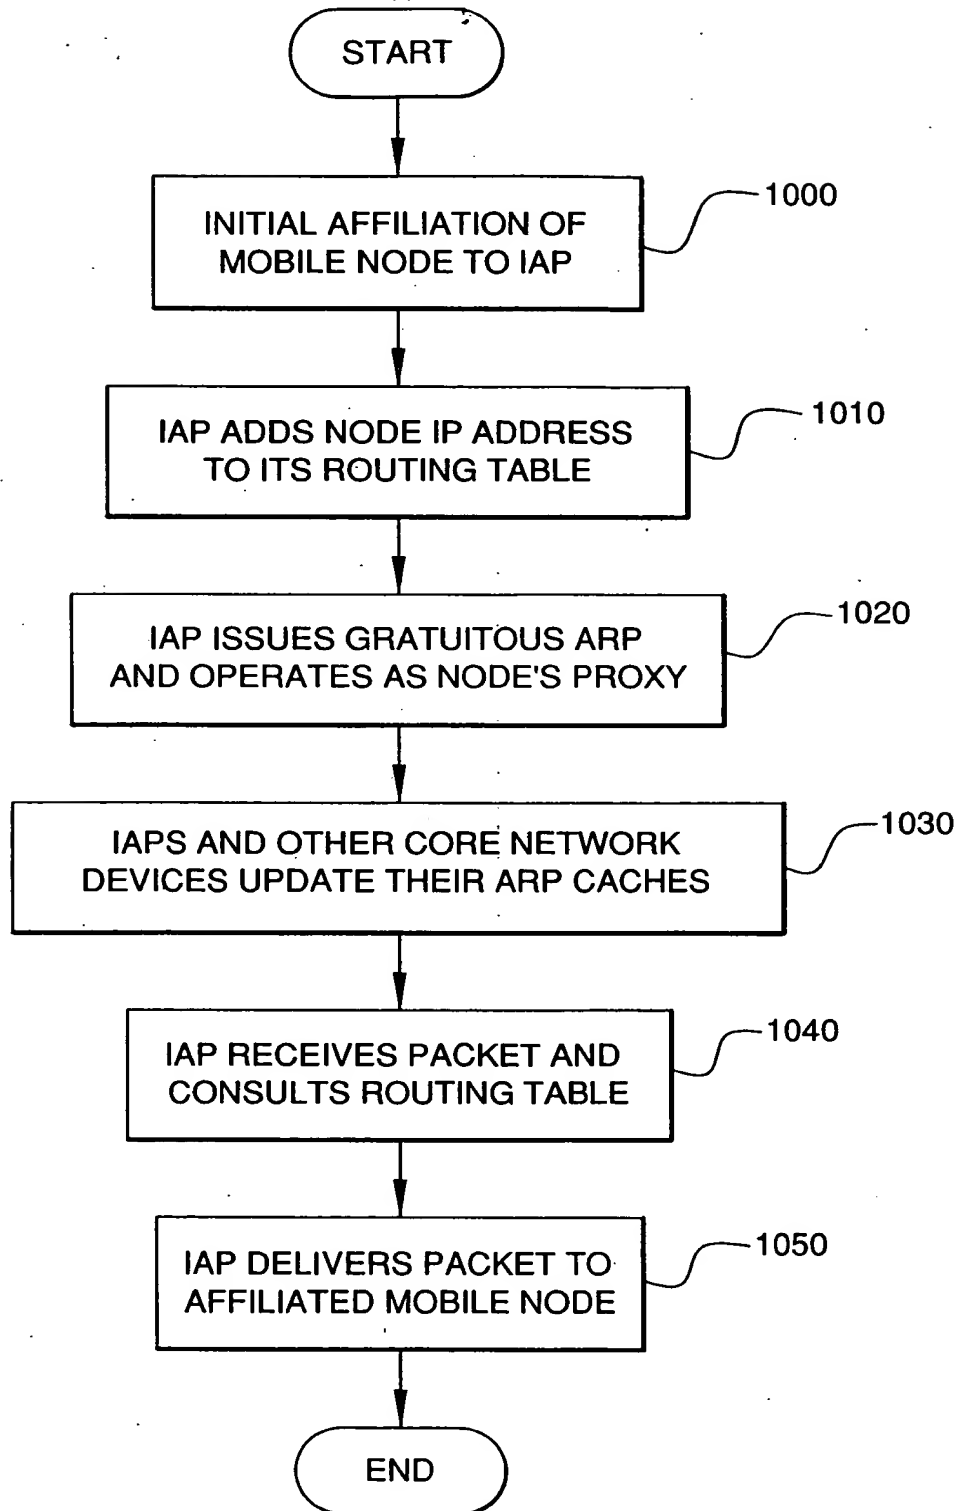 START
INITIAL AFFILIATION OF
MOBILE NODE TO IAP
1000
IAP ADDS NODE IP ADDRESS
TO ITS ROUTING TABLE
1010
IAP ISSUES GRATUITOUS ARP
AND OPERATES AS NODE'S PROXY
1020
IAPS AND OTHER CORE NETWORK
DEVICES UPDATE THEIR ARP CACHES
1030
IAP RECEIVES PACKET AND
CONSULTS ROUTING TABLE
1040
IAP DELIVERS PACKET TO
AFFILIATED MOBILE NODE
1050
END